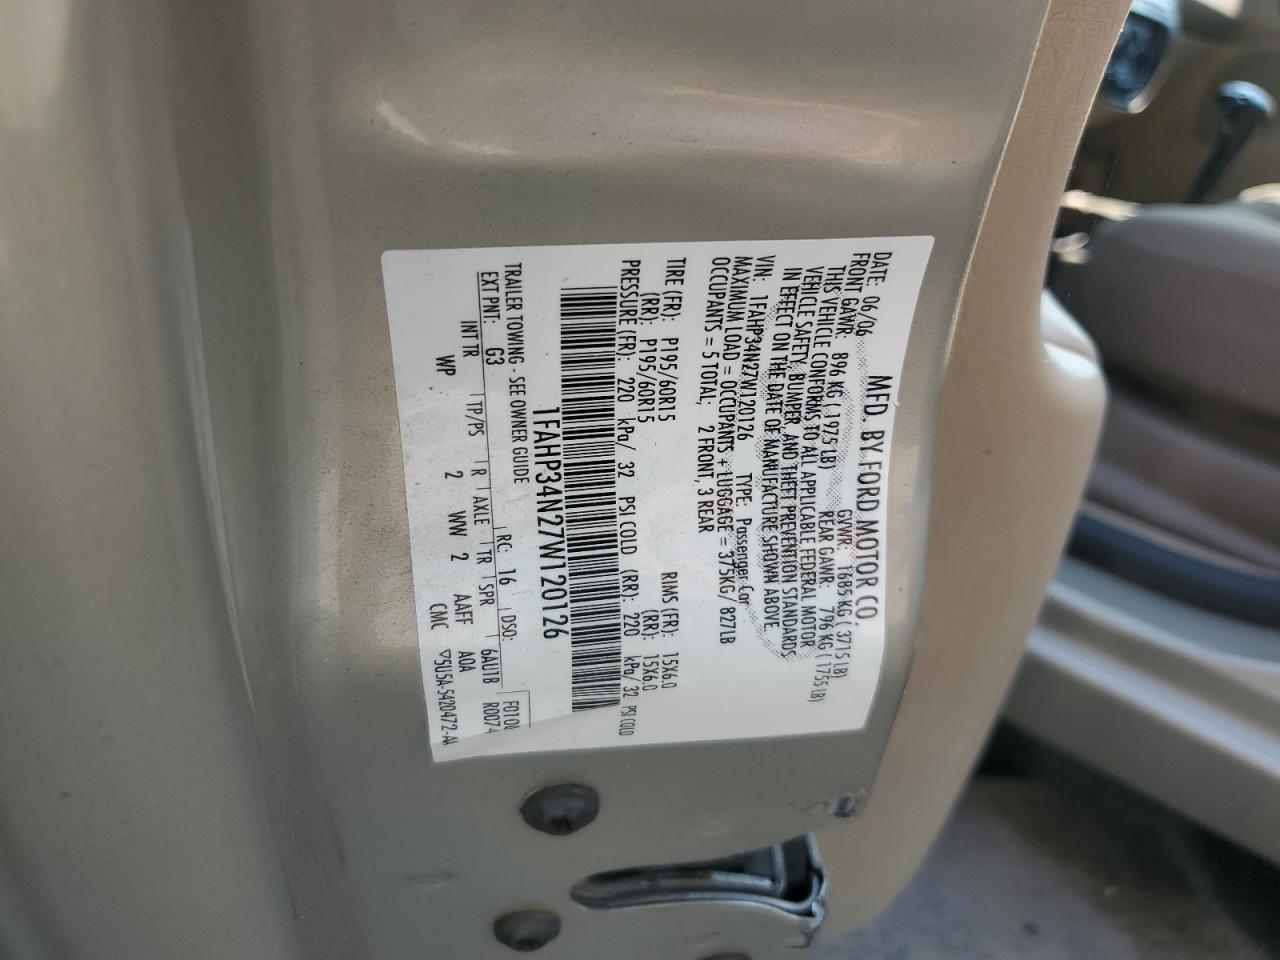 MFD. BY FORD MOTOR CO.
DATE: 06/06 GVWR: 1685 KG ( 3715 LB)
FRONT GAWR: 896 KG ( 1975 LB) REAR GAWR: 796 KG ( 1755 LB)
THIS VEHICLE CONFORMS TO ALL APPLICABLE FEDERAL MOTOR
VEHICLE SAFETY, BUMPER, AND THEFT PREVENTION STANDARDS
IN EFFECT ON THE DATE OF MANUFACTURE SHOWN ABOVE.
VIN: 1FAHP34N27W120126 TYPE: Passenger Car
MAXIMUM LOAD = OCCUPANTS + LUGGAGE = 375KG/ 827LB
OCCUPANTS = 5 TOTAL, 2 FRONT, 3 REAR
TIRE (FR): P195/60R15 RIMS (FR): 15X6.0
(RR): P195/60R15 (RR): 15X6.0
PRESSURE (FR): 220 kPa/ 32 PSI COLD (RR): 220 kPa/ 32 PSI COLD
1FAHP34N27W120126
TRAILER TOWING - SEE OWNER GUIDE
EXT PNT: G3 RC: 16 DSO:
INT TR TP/PS R AXLE TR SPR 6AU1B R0074
WP 2 WW 2 AAFF AOA
CMC ▽5U5A-5420472-A